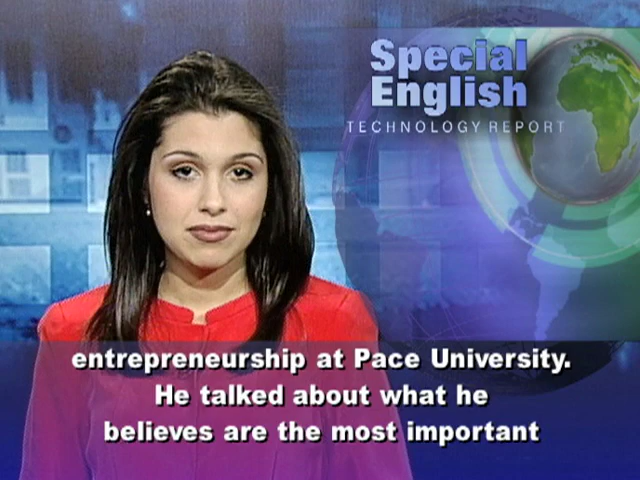 Special
English
TECHNOLOGY REPORT
entrepreneurship at Pace University.
He talked about what he
believes are the most important